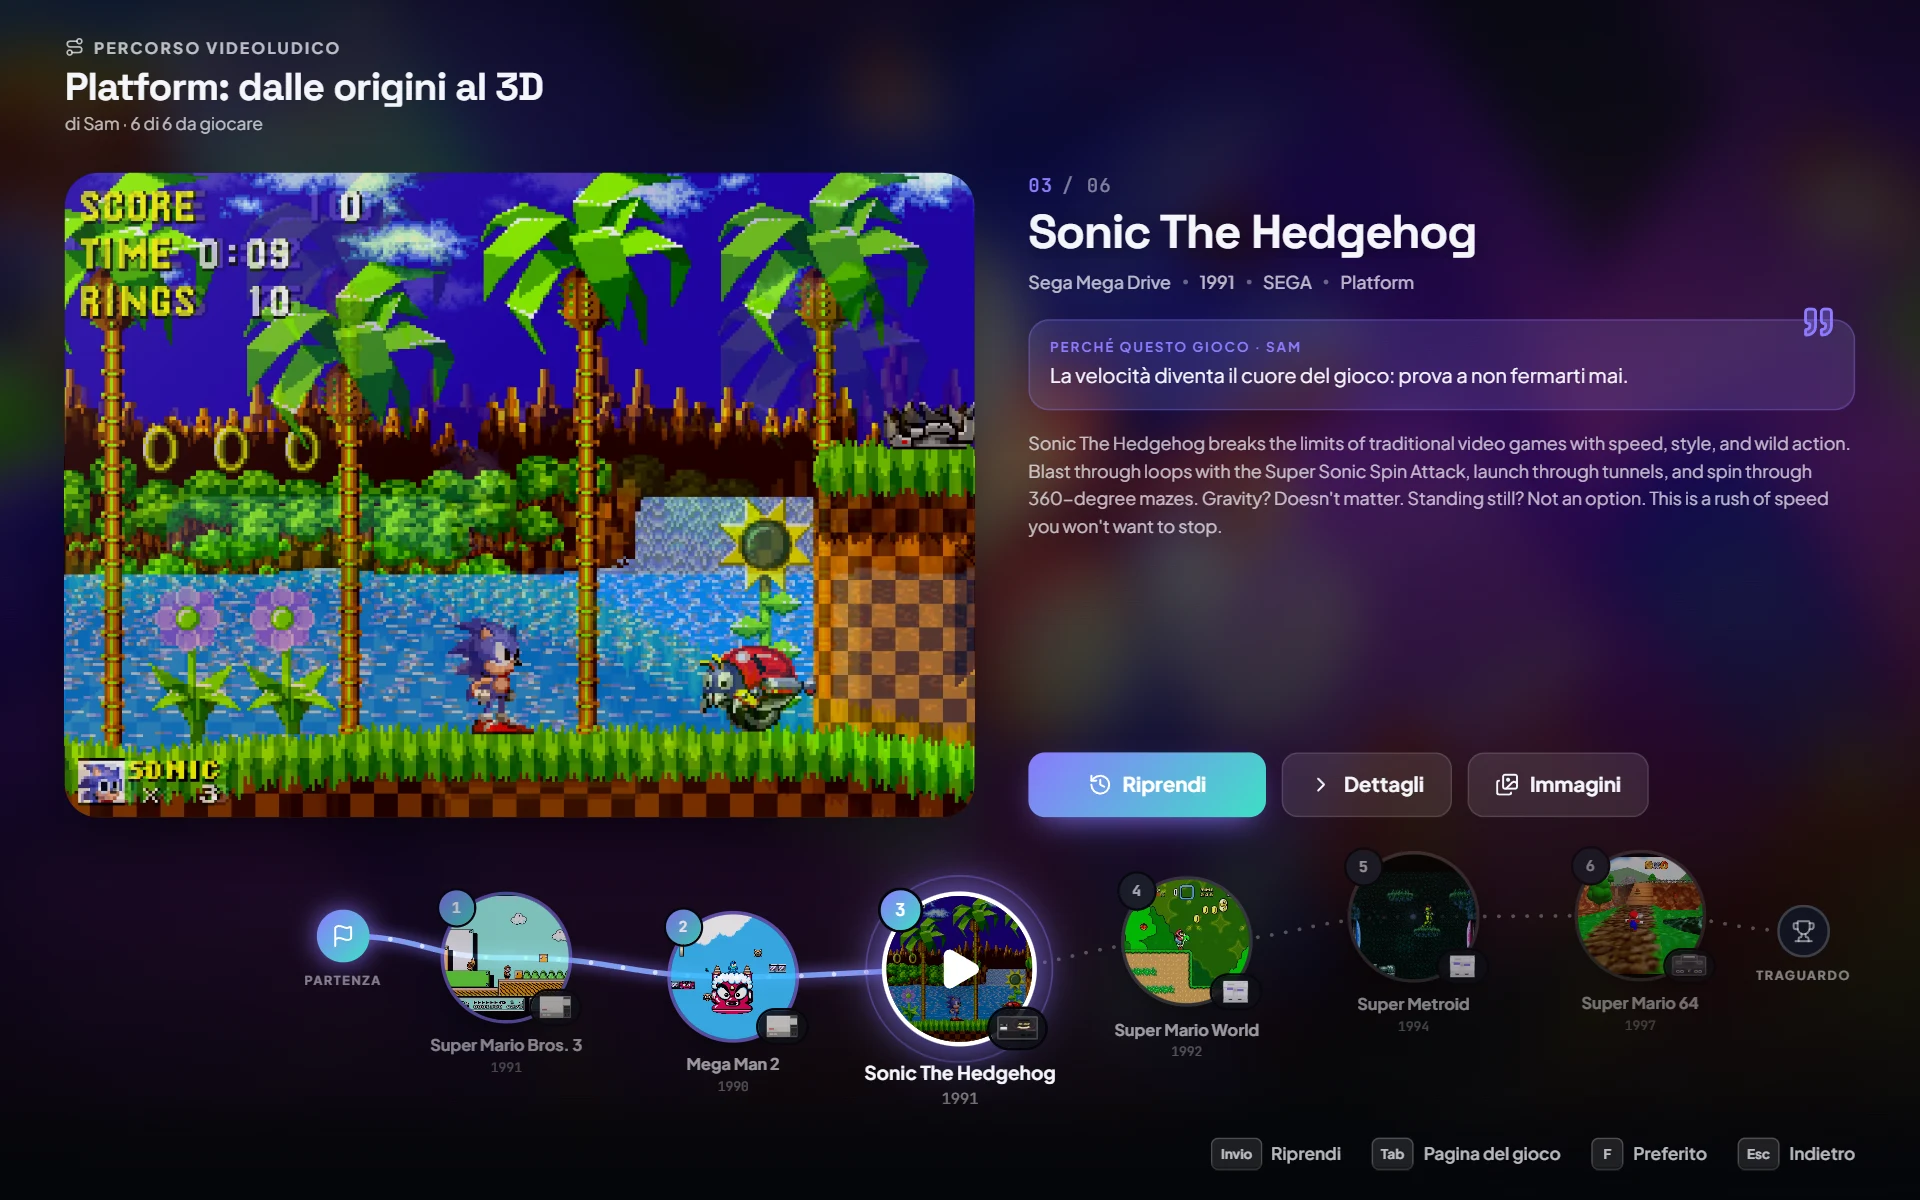 PERCORSO VIDEOLUDICO
Platform: dalle origini al 3D
di Sam · 6 di 6 da giocare
SCORE 0
TIME 0:09
RINGS 10
SONIC
x 3
03 / 06
Sonic The Hedgehog
Sega Mega Drive • 1991 • SEGA • Platform
PERCHÉ QUESTO GIOCO · SAM
La velocità diventa il cuore del gioco: prova a non fermarti mai.
Sonic The Hedgehog breaks the limits of traditional video games with speed, style, and wild action.
Blast through loops with the Super Sonic Spin Attack, launch through tunnels, and spin through
360-degree mazes. Gravity? Doesn't matter. Standing still? Not an option. This is a rush of speed
you won't want to stop.
Riprendi
Dettagli
Immagini
PARTENZA
1
Super Mario Bros. 3
1991
2
Mega Man 2
1990
3
Sonic The Hedgehog
1991
4
Super Mario World
1992
5
Super Metroid
1994
6
Super Mario 64
1997
TRAGUARDO
Invio Riprendi
Tab Pagina del gioco
F Preferito
Esc Indietro